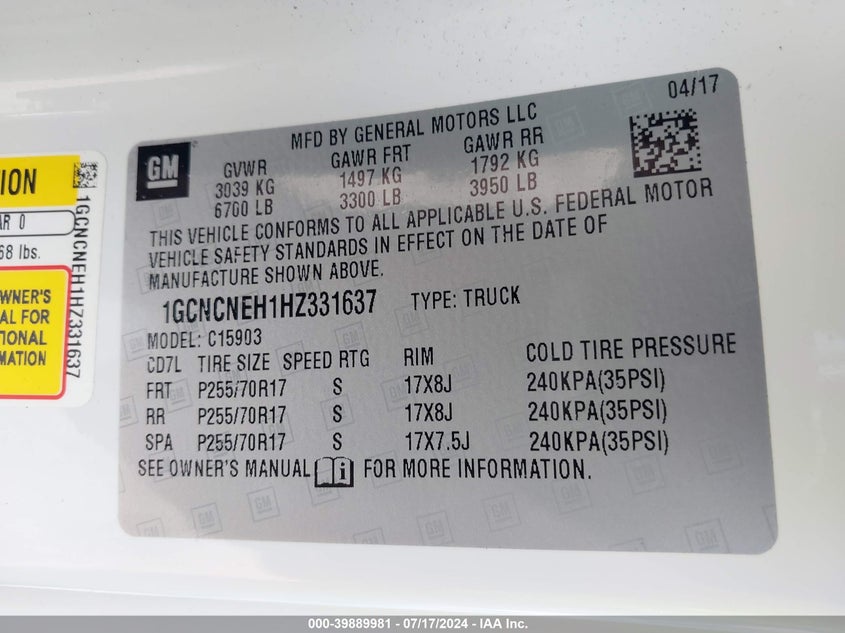 04/17
MFD BY GENERAL MOTORS LLC
GM
GVWR GAWR FRT GAWR RR
3039 KG 1497 KG 1792 KG
6700 LB 3300 LB 3950 LB
THIS VEHICLE CONFORMS TO ALL APPLICABLE U.S. FEDERAL MOTOR
VEHICLE SAFETY STANDARDS IN EFFECT ON THE DATE OF
MANUFACTURE SHOWN ABOVE.
1GCNCNEH1HZ331637 TYPE: TRUCK
MODEL: C15903
CD7L TIRE SIZE SPEED RTG RIM COLD TIRE PRESSURE
FRT P255/70R17 S 17X8J 240KPA(35PSI)
RR P255/70R17 S 17X8J 240KPA(35PSI)
SPA P255/70R17 S 17X7.5J 240KPA(35PSI)
SEE OWNER'S MANUAL i FOR MORE INFORMATION.
ION
AR 0
68 lbs.
WNER'S
AL FOR
TIONAL
MATION
1GCNCNEH1HZ331637
000-39889981 / 07/17/2024 - IAA Inc.